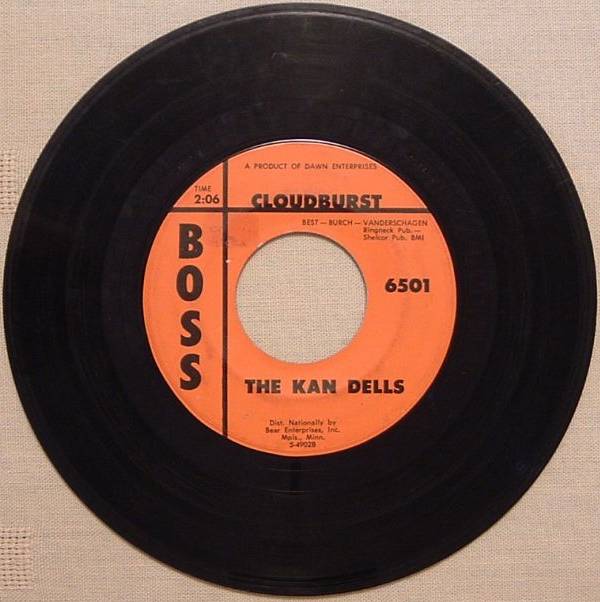 A PRODUCT OF DAWN ENTERPRISES
TIME
2:06
CLOUDBURST
BEST — BURCH — VANDERSCHAGEN
Ringneck Pub. —
Shelcor Pub. BMI
BOSS
6501
THE KAN DELLS
Dist. Nationally by
Bear Enterprises, Inc.
Mpls., Minn.
S-4902B